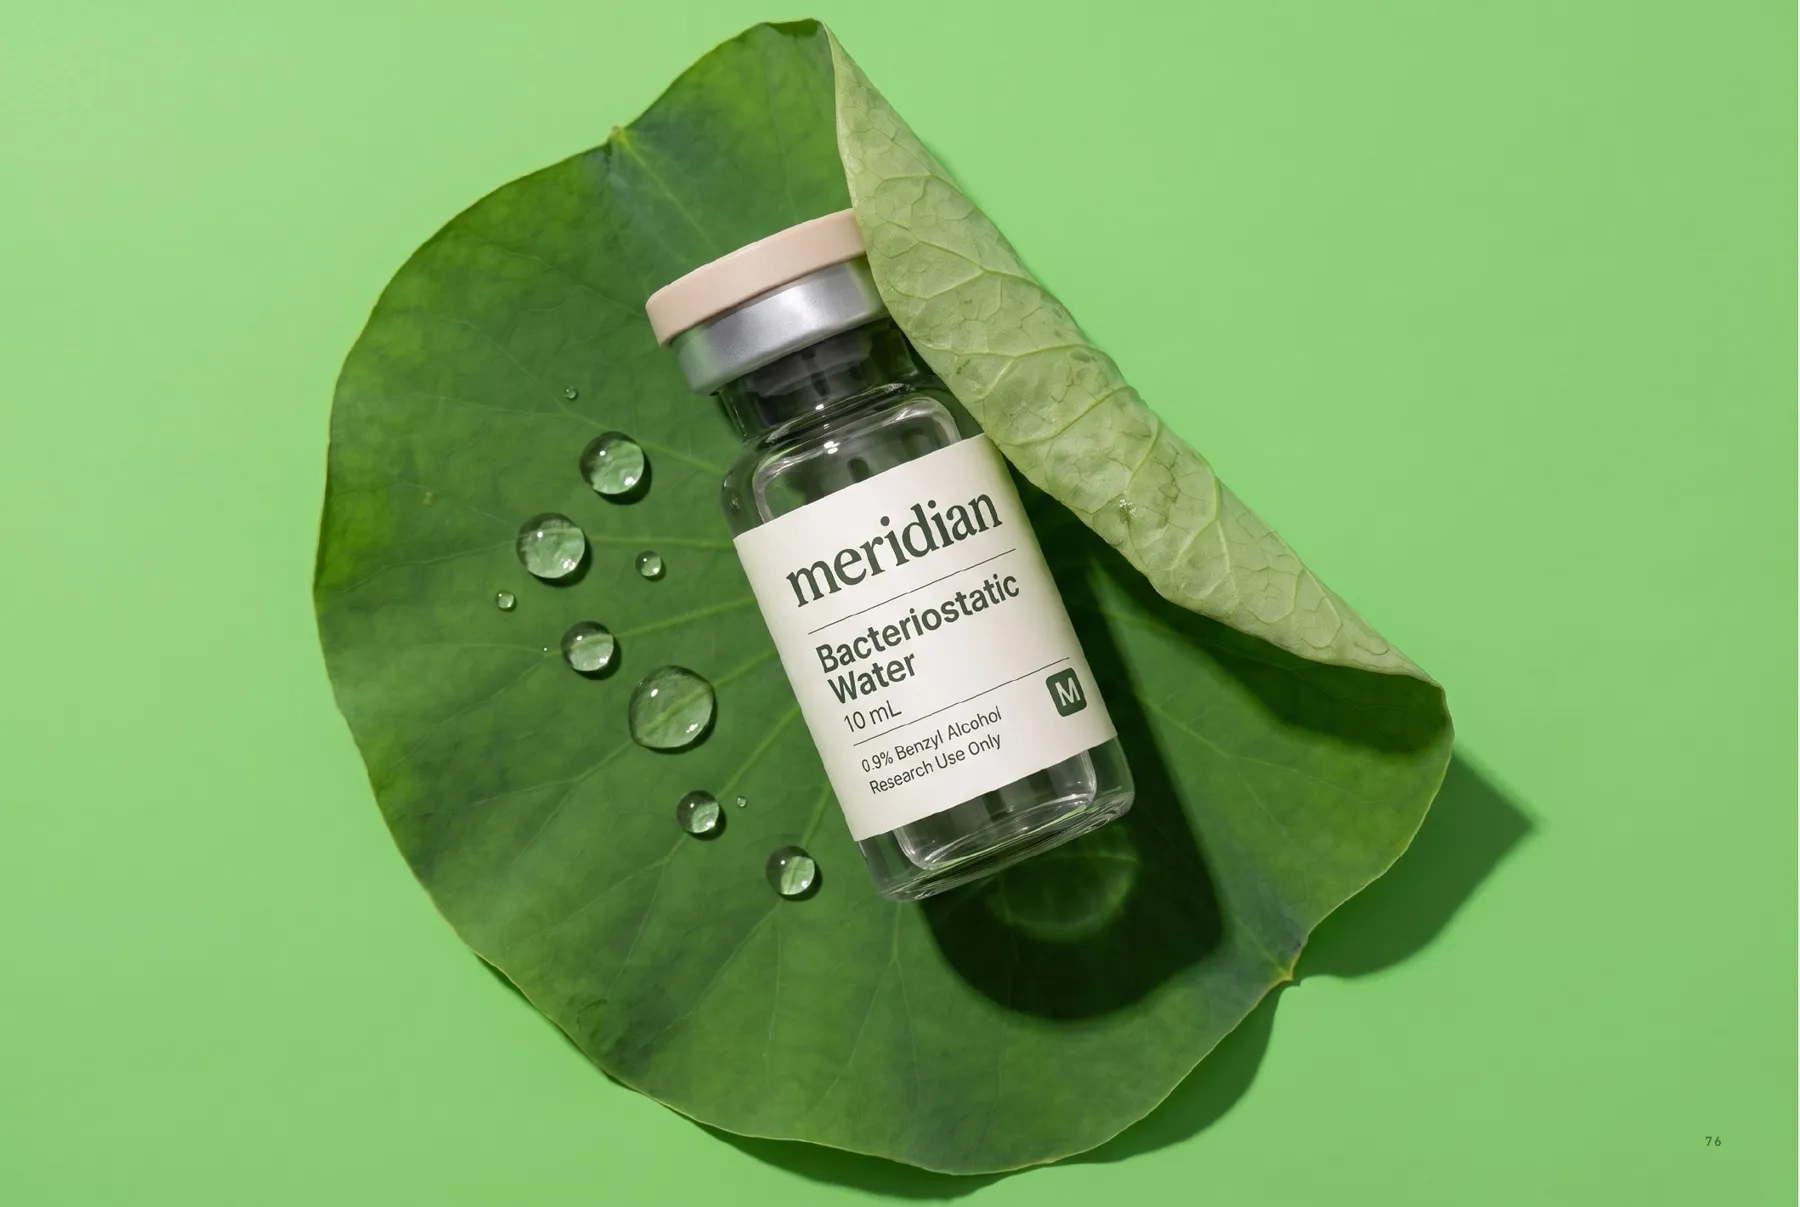 meridian
Bacteriostatic
Water
10 mL
M
0.9% Benzyl Alcohol
Research Use Only
76